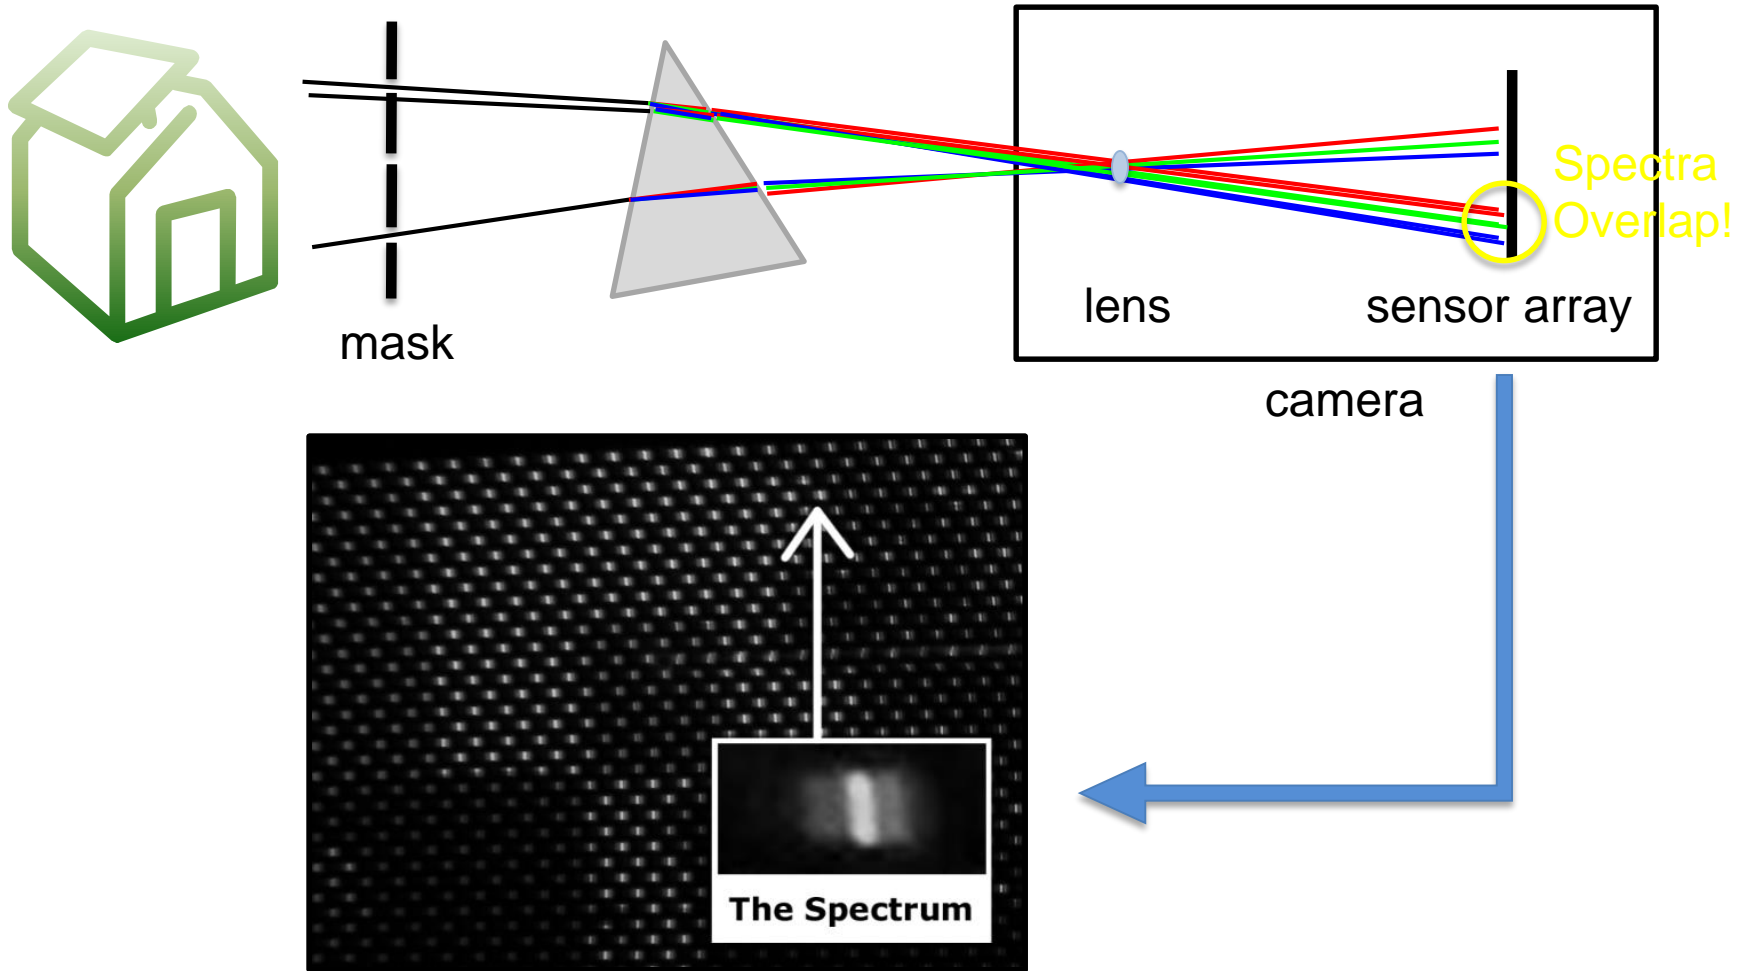 Spectra
Overlap!
lens
sensor array
mask
camera
The Spectrum